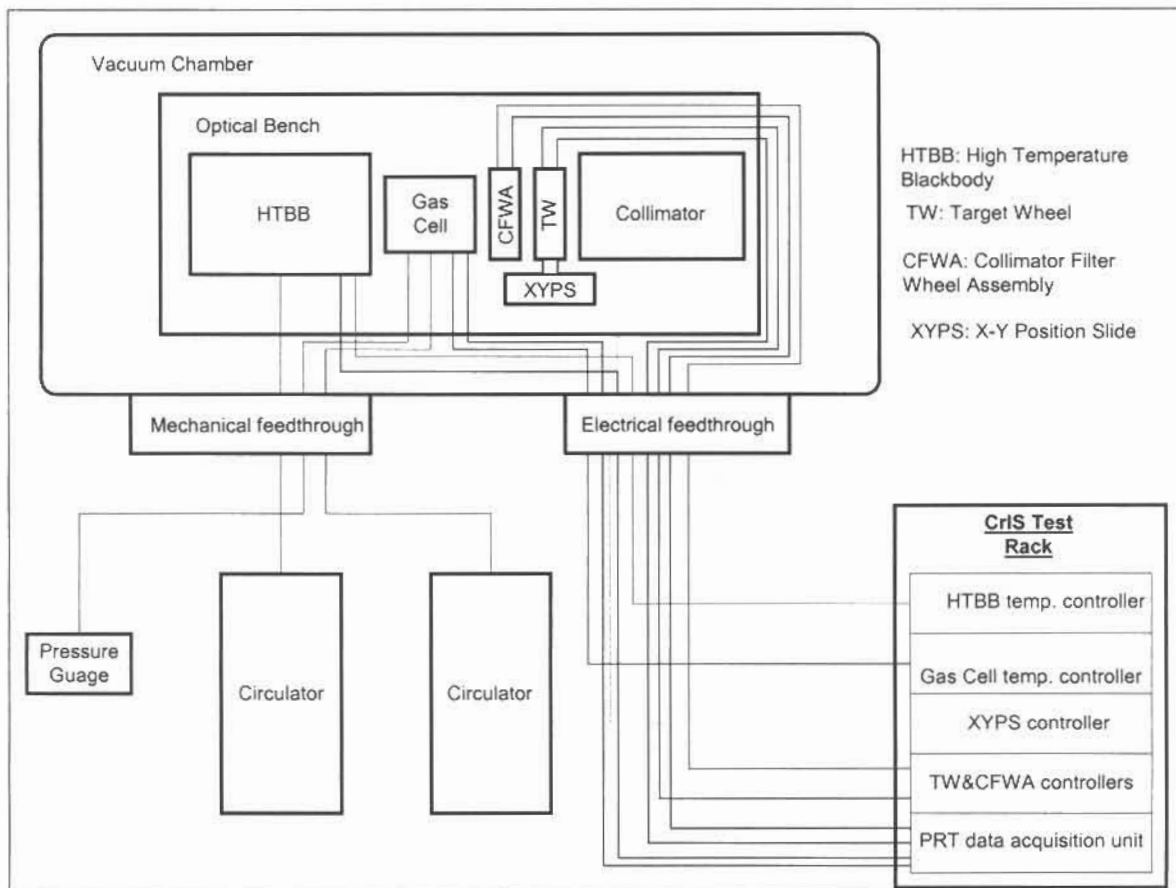 Vacuum Chamber
Optical Bench
HTBB
Gas
Cell
CFWA
TW
Collimator
XYPS
HTBB: High Temperature
Blackbody
TW: Target Wheel
CFWA: Collimator Filter
Wheel Assembly
XYPS: X-Y Position Slide
Mechanical feedthrough
Electrical feedthrough
Pressure
Guage
Circulator
Circulator
CrIS Test
Rack
HTBB temp. controller
Gas Cell temp. controller
XYPS controller
TW&CFWA controllers
PRT data acquisition unit